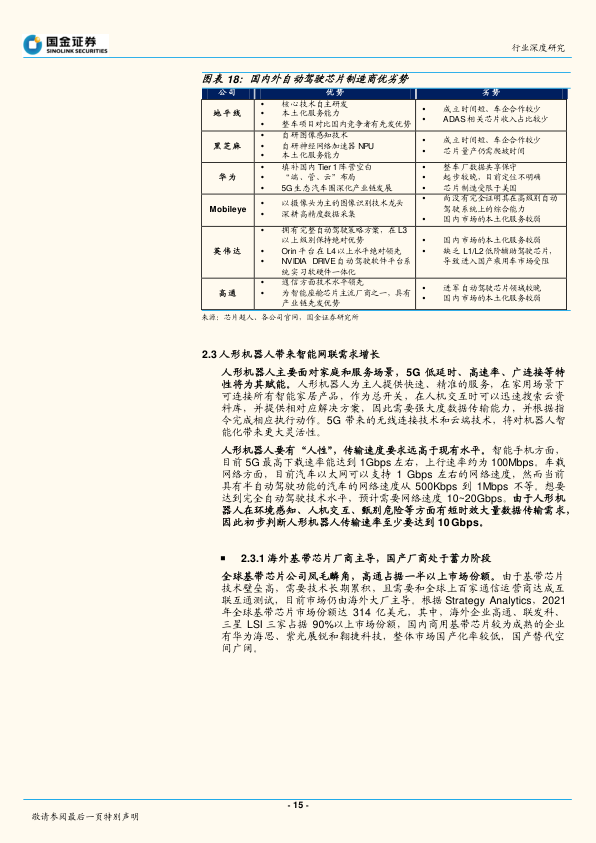 国金证券
SINOLINK SECURITIES
行业深度研究
图表 18：国内外自动驾驶芯片制造商优劣势
公司 优势 劣势
地平线
• 核心技术自主研发
• 本土化服务能力
• 整车项目对比国内竞争者有先发优势
• 成立时间短、车企合作较少
• ADAS 相关芯片收入占比较少
黑芝麻
• 自研图像感知技术
• 自研神经网络加速器 NPU
• 本土化服务能力
• 成立时间短、车企合作较少
• 芯片量产仍需爬坡时间
华为
• 填补国内 Tier 1 阵营空白
• “端、管、云”布局
• 5G 生态汽车围深化产业链发展
• 整车厂数据共享保守
• 起步较晚，目前定位不明确
• 芯片制造受限于美国
Mobileye
• 以摄像头为主的图像识别技术龙头
• 深耕高精度数据采集
• 尚没有完全证明其在高级别自动
驾驶系统上的综合能力
• 国内市场的本土化服务较弱
英伟达
• 拥有完整自动驾驶策略方案，在 L3
以上级别保持绝对优势
• Orin 平台在 L4 以上水平绝对领先
• NVIDIA DRIVE 自动驾驶软件平台系
统实习软硬件一体化
• 国内市场的本土化服务较弱
• 缺乏 L1/L2 低阶辅助驾驶芯片，
导致进入国产乘用车市场受阻
高通
• 通信方面技术水平领先
• 为智能座舱芯片主流厂商之一，具有
产业链先发优势
• 进军自动驾驶芯片领域较晚
• 国内市场的本土化服务较弱
来源：芯片超人，各公司官网，国金证券研究所
2.3 人形机器人带来智能网联需求增长
人形机器人主要面对家庭和服务场景，5G 低延时、高速率、广连接等特
性将为其赋能。人形机器人为主人提供快速、精准的服务，在家用场景下
可连接所有智能家居产品，作为总开关，在人机交互时可以迅速搜索云资
料库，并提供相对应解决方案，因此需要强大度数据传输能力，并根据指
令完成相应执行动作。5G 带来的无线连接技术和云端技术，将对机器人智
能化带来更大灵活性。
人形机器人要有“人性”，传输速度要求远高于现有水平。智能手机方面，
目前 5G 最高下载速率能达到 1Gbps 左右，上行速率约为 100Mbps。车载
网络方面，目前汽车以太网可以支持 1 Gbps 左右的网络速度，然而当前
具有半自动驾驶功能的汽车的网络速度从 500Kbps 到 1Mbps 不等，想要
达到完全自动驾驶技术水平，预计需要网络速度 10~20Gbps。由于人形机
器人在环境感知、人机交互、甄别危险等方面有短时效大量数据传输需求，
因此初步判断人形机器人传输速率至少要达到 10 Gbps。
■ 2.3.1 海外基带芯片厂商主导，国产厂商处于蓄力阶段
全球基带芯片公司凤毛麟角，高通占据一半以上市场份额。由于基带芯片
技术壁垒高，需要技术长期累积，且需要和全球上百家通信运营商达成互
联互通测试，目前市场仍由海外大厂主导。根据 Strategy Analytics，2021
年全球基带芯片市场份额达 314 亿美元，其中，海外企业高通、联发科、
三星 LSI 三家占据 90%以上市场份额，国内商用基带芯片较为成熟的企业
有华为海思、紫光展锐和翱捷科技，整体市场国产化率较低，国产替代空
间广阔。
- 15 -
敬请参阅最后一页特别声明